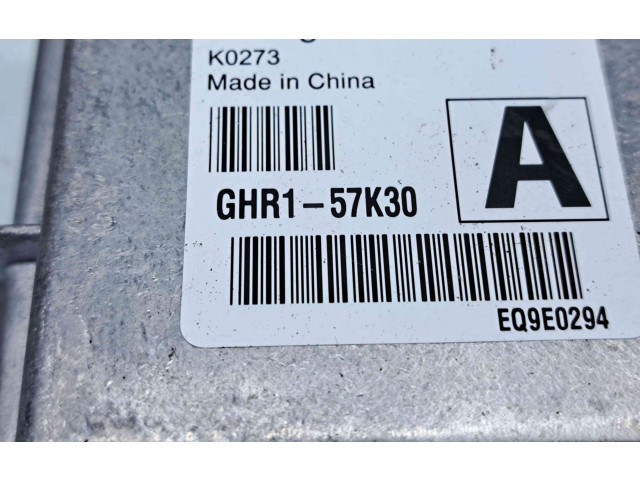 K0273
Made in China
A
GHR1-57K30
EQ9E0294